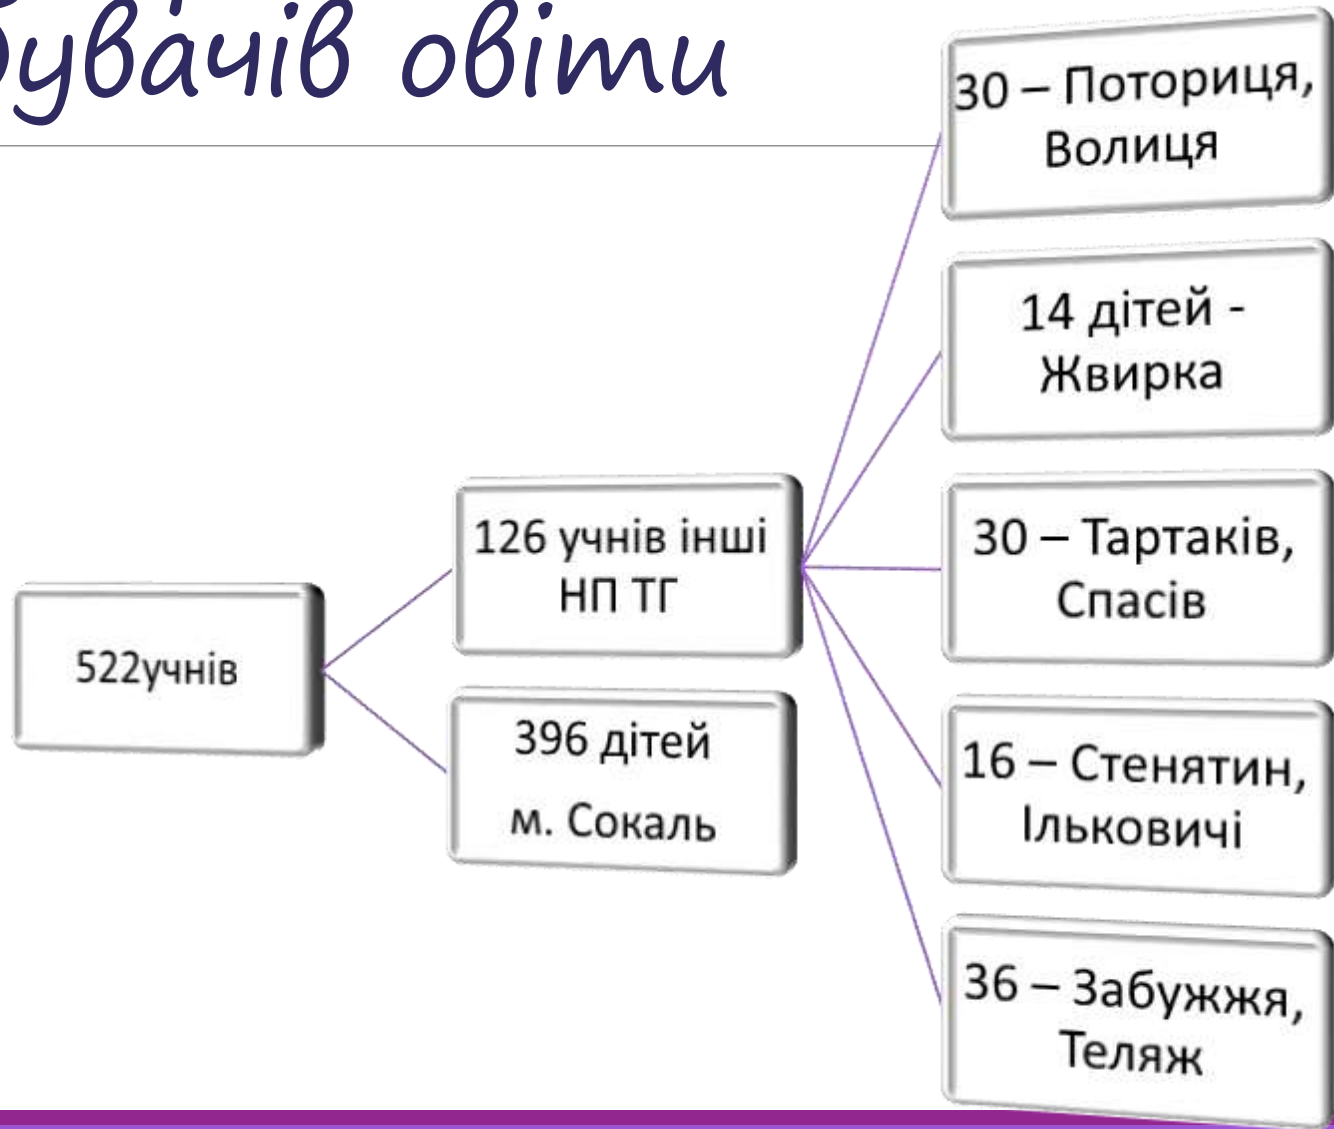 бувачів овіти
522учнів
126 учнів інші
НП ТГ
396 дітей
м. Сокаль
30 – Поториця,
Волиця
14 дітей -
Жвирка
30 – Тартаків,
Спасів
16 – Стенятин,
Ільковичі
36 – Забужжя,
Теляж